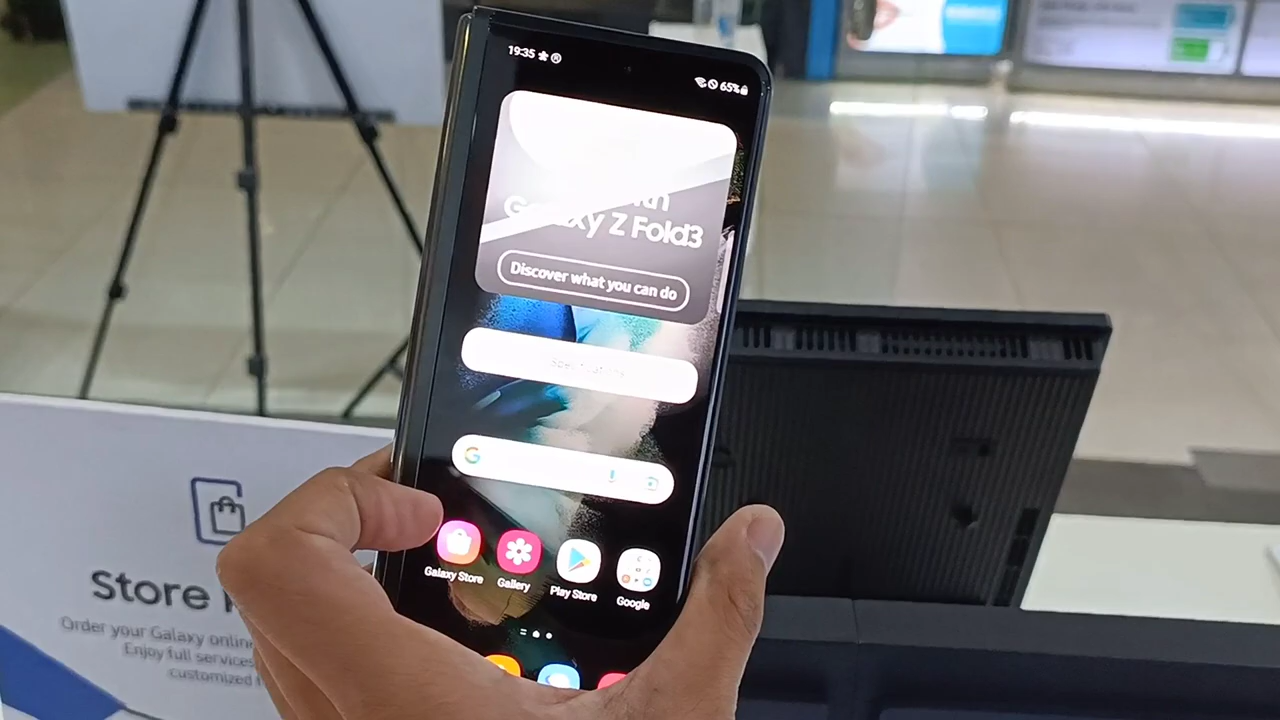 19:35
65%
Galaxy Z Fold3
Discover what you can do
Galaxy Store
Gallery
Play Store
Google
Store
Order your Galaxy online
Enjoy full services
customized